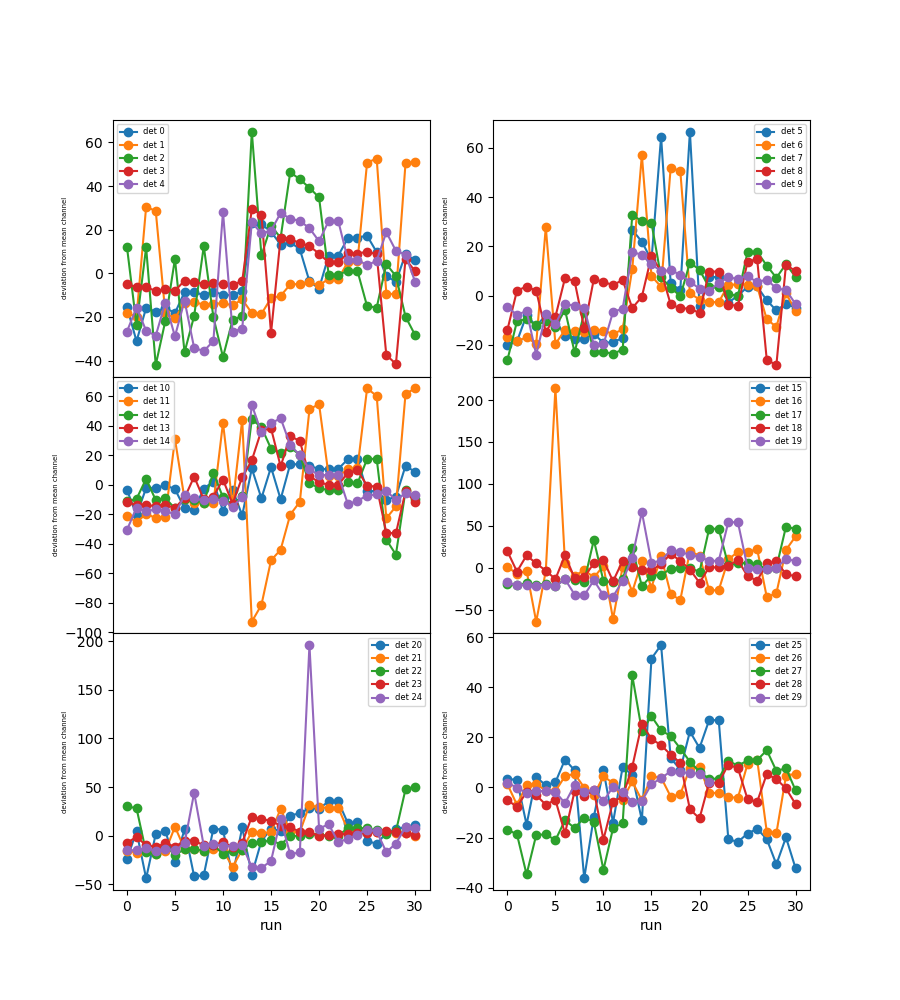 60
40
20
0
−20
−40
deviation from mean channel
det 0
det 1
det 2
det 3
det 4
60
40
20
0
−20
deviation from mean channel
det 5
det 6
det 7
det 8
det 9
60
40
20
0
−20
−40
−60
−80
−100
deviation from mean channel
det 10
det 11
det 12
det 13
det 14
200
150
100
50
0
−50
deviation from mean channel
det 15
det 16
det 17
det 18
det 19
200
150
100
50
0
−50
deviation from mean channel
det 20
det 21
det 22
det 23
det 24
0 5 10 15 20 25 30
run
60
40
20
0
−20
−40
deviation from mean channel
det 25
det 26
det 27
det 28
det 29
0 5 10 15 20 25 30
run